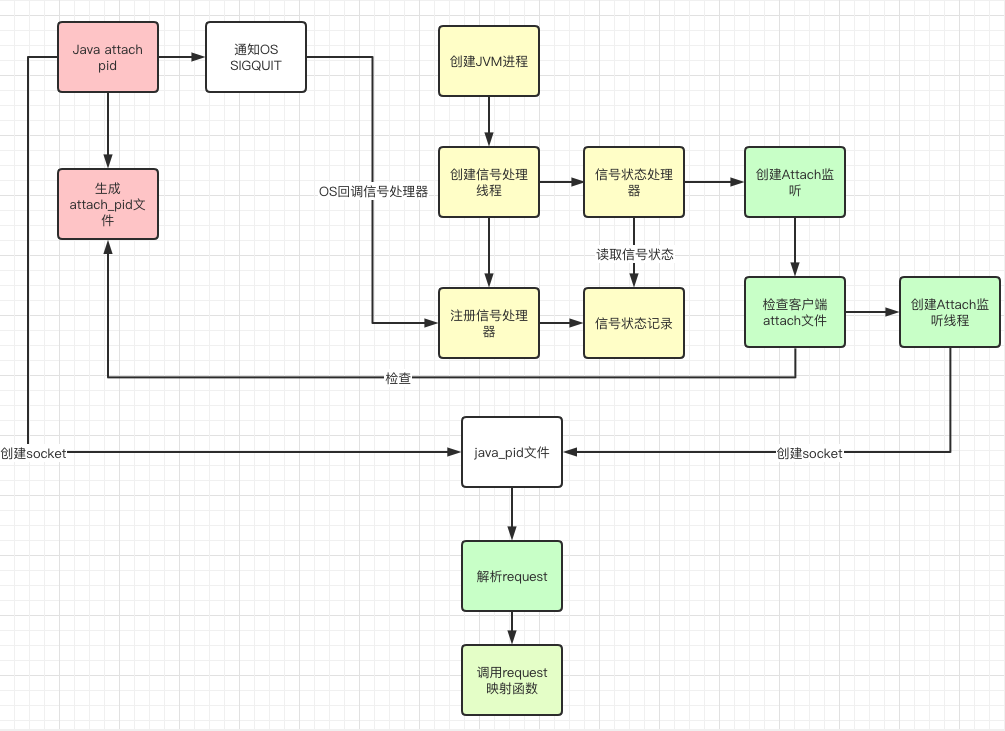 Java attach
pid
通知OS
SIGQUIT
创建JVM进程
生成
attach_pid文
件
OS回调信号处理器
创建信号处理
线程
信号状态处理
器
创建Attach监
听
读取信号状态
注册信号处理
器
信号状态记录
检查客户端
attach文件
创建Attach监
听线程
检查
创建socket
java_pid文件
创建socket
解析request
调用request
映射函数